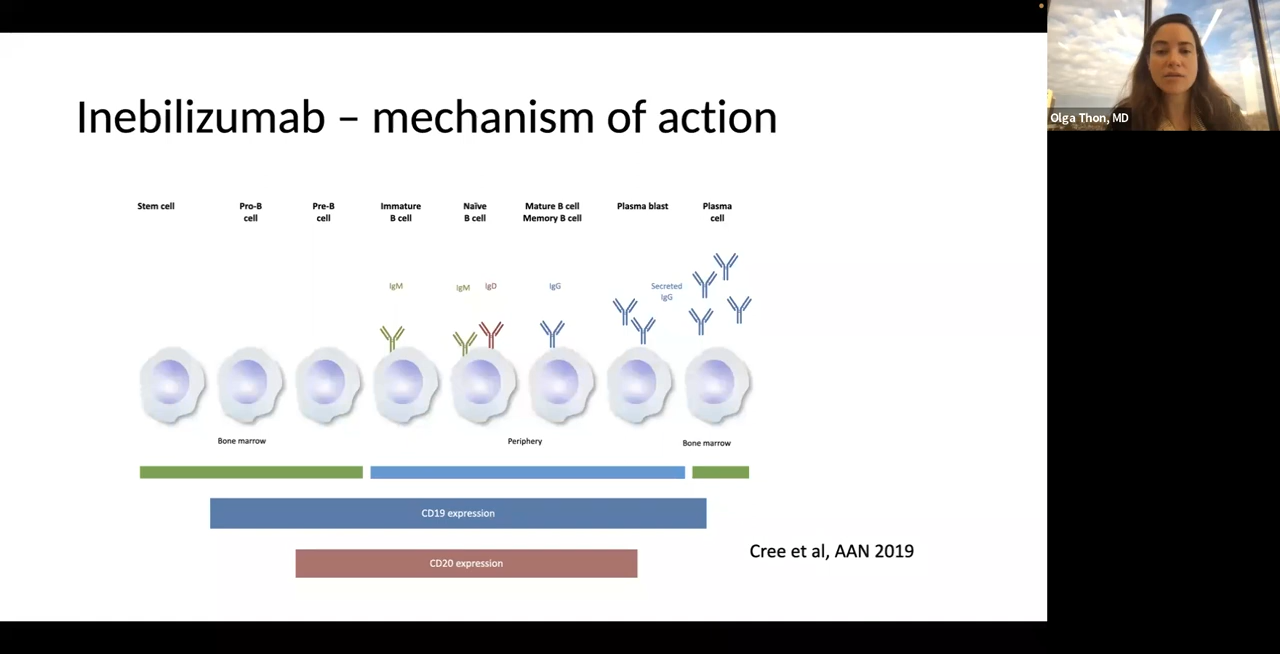 Inebilizumab – mechanism of action
Olga Thon, MD
Stem cell
Pro-B
cell
Pre-B
cell
Immature
B cell
Naïve
B cell
Mature B cell
Memory B cell
Plasma blast
Plasma
cell
IgM
IgM
IgD
IgG
Secreted
IgG
Bone marrow
Periphery
Bone marrow
CD19 expression
CD20 expression
Cree et al, AAN 2019